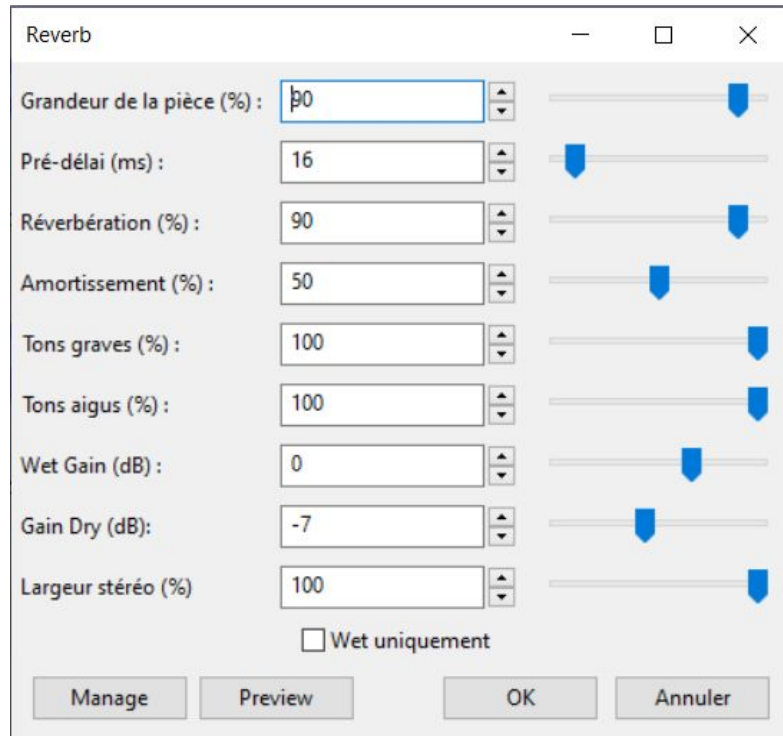 Reverb
Grandeur de la pièce (%) : 90
Pré-délai (ms) : 16
Réverbération (%) : 90
Amortissement (%) : 50
Tons graves (%) : 100
Tons aigus (%) : 100
Wet Gain (dB) : 0
Gain Dry (dB): -7
Largeur stéréo (%) 100
Wet uniquement
Manage Preview OK Annuler